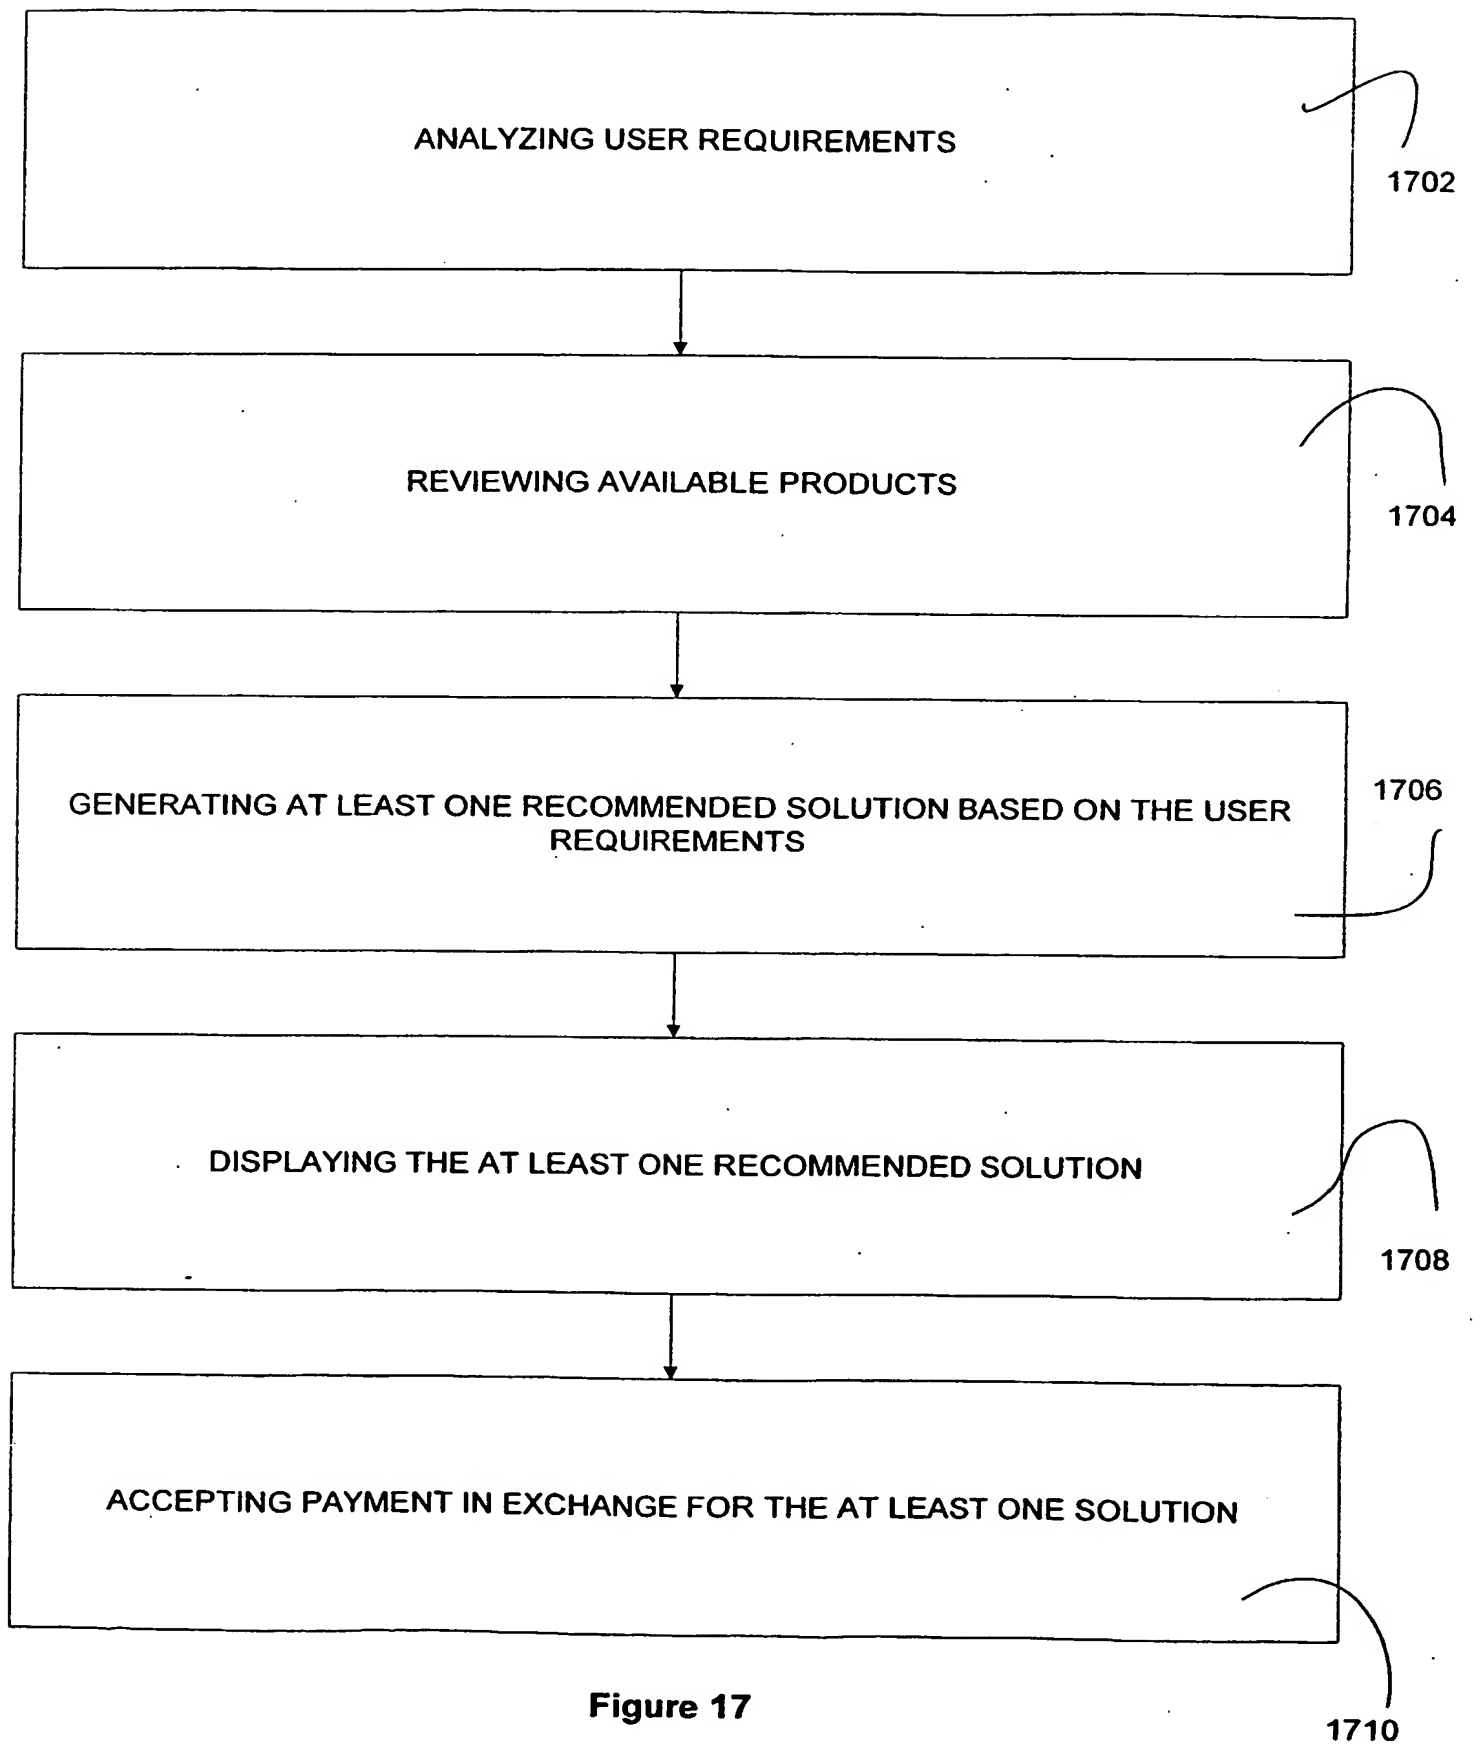 ANALYZING USER REQUIREMENTS
1702
REVIEWING AVAILABLE PRODUCTS
1704
GENERATING AT LEAST ONE RECOMMENDED SOLUTION BASED ON THE USER
REQUIREMENTS
1706
DISPLAYING THE AT LEAST ONE RECOMMENDED SOLUTION
1708
ACCEPTING PAYMENT IN EXCHANGE FOR THE AT LEAST ONE SOLUTION
1710
Figure 17